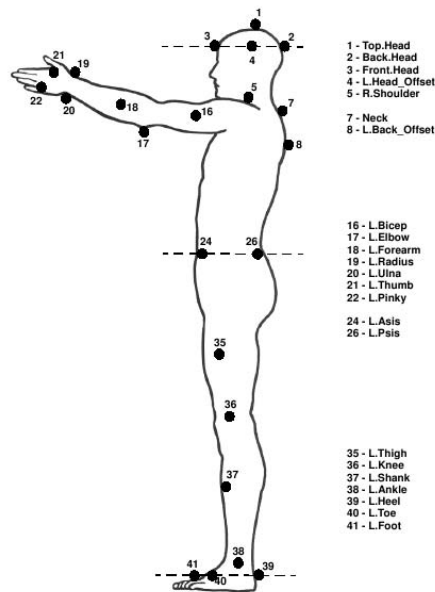 1
3
2
4
21
19
5
22
20
18
16
7
17
8
24
26
35
36
37
38
41
40
39
1 - Top.Head
2 - Back.Head
3 - Front.Head
4 - L.Head_Offset
5 - R.Shoulder
7 - Neck
8 - L.Back_Offset
16 - L.Bicep
17 - L.Elbow
18 - L.Forearm
19 - L.Radius
20 - L.Ulna
21 - L.Thumb
22 - L.Pinky
24 - L.Asis
26 - L.Psis
35 - L.Thigh
36 - L.Knee
37 - L.Shank
38 - L.Ankle
39 - L.Heel
40 - L.Toe
41 - L.Foot